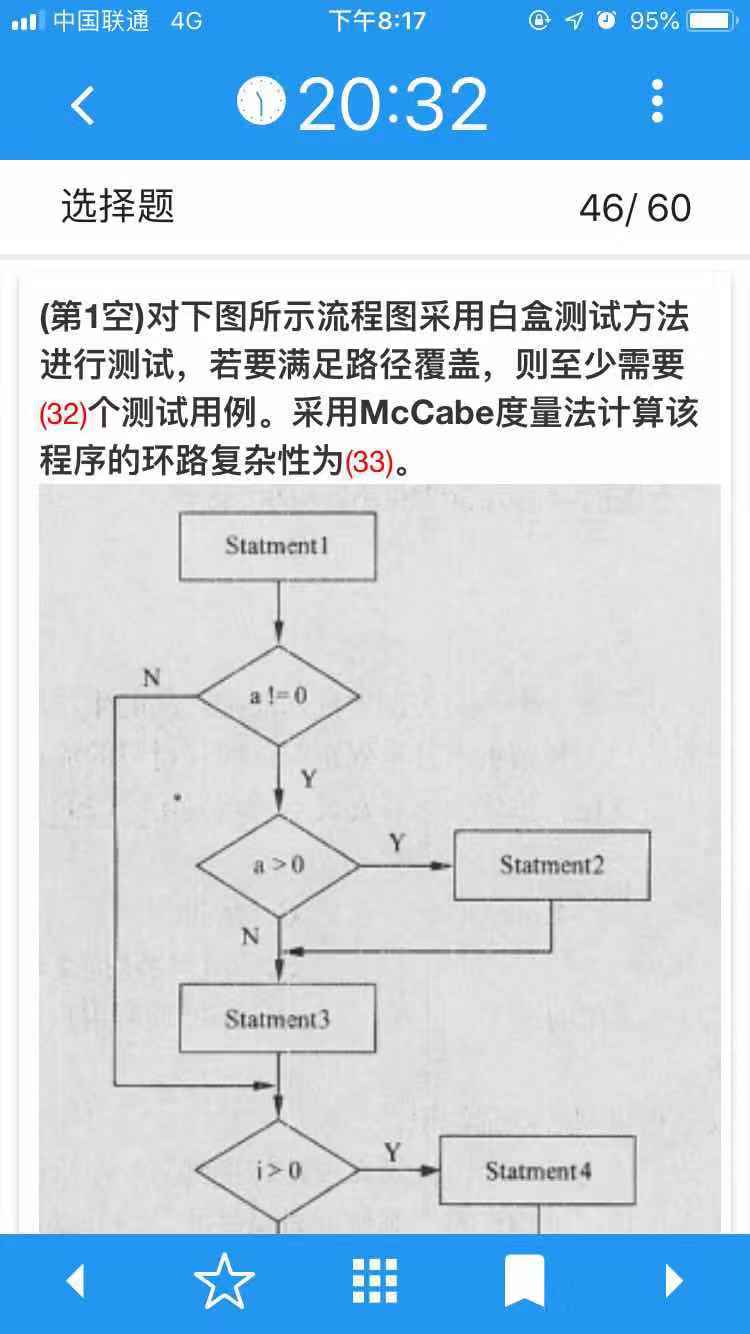 中国联通 4G 下午8:17 95%
20:32
选择题 46/ 60
(第1空)对下图所示流程图采用白盒测试方法
进行测试，若要满足路径覆盖，则至少需要
(32)个测试用例。采用McCabe度量法计算该
程序的环路复杂性为(33)。
Statment1
N
a != 0
Y
Y
a > 0
Statment2
N
Statment3
Y
i > 0
Statment4